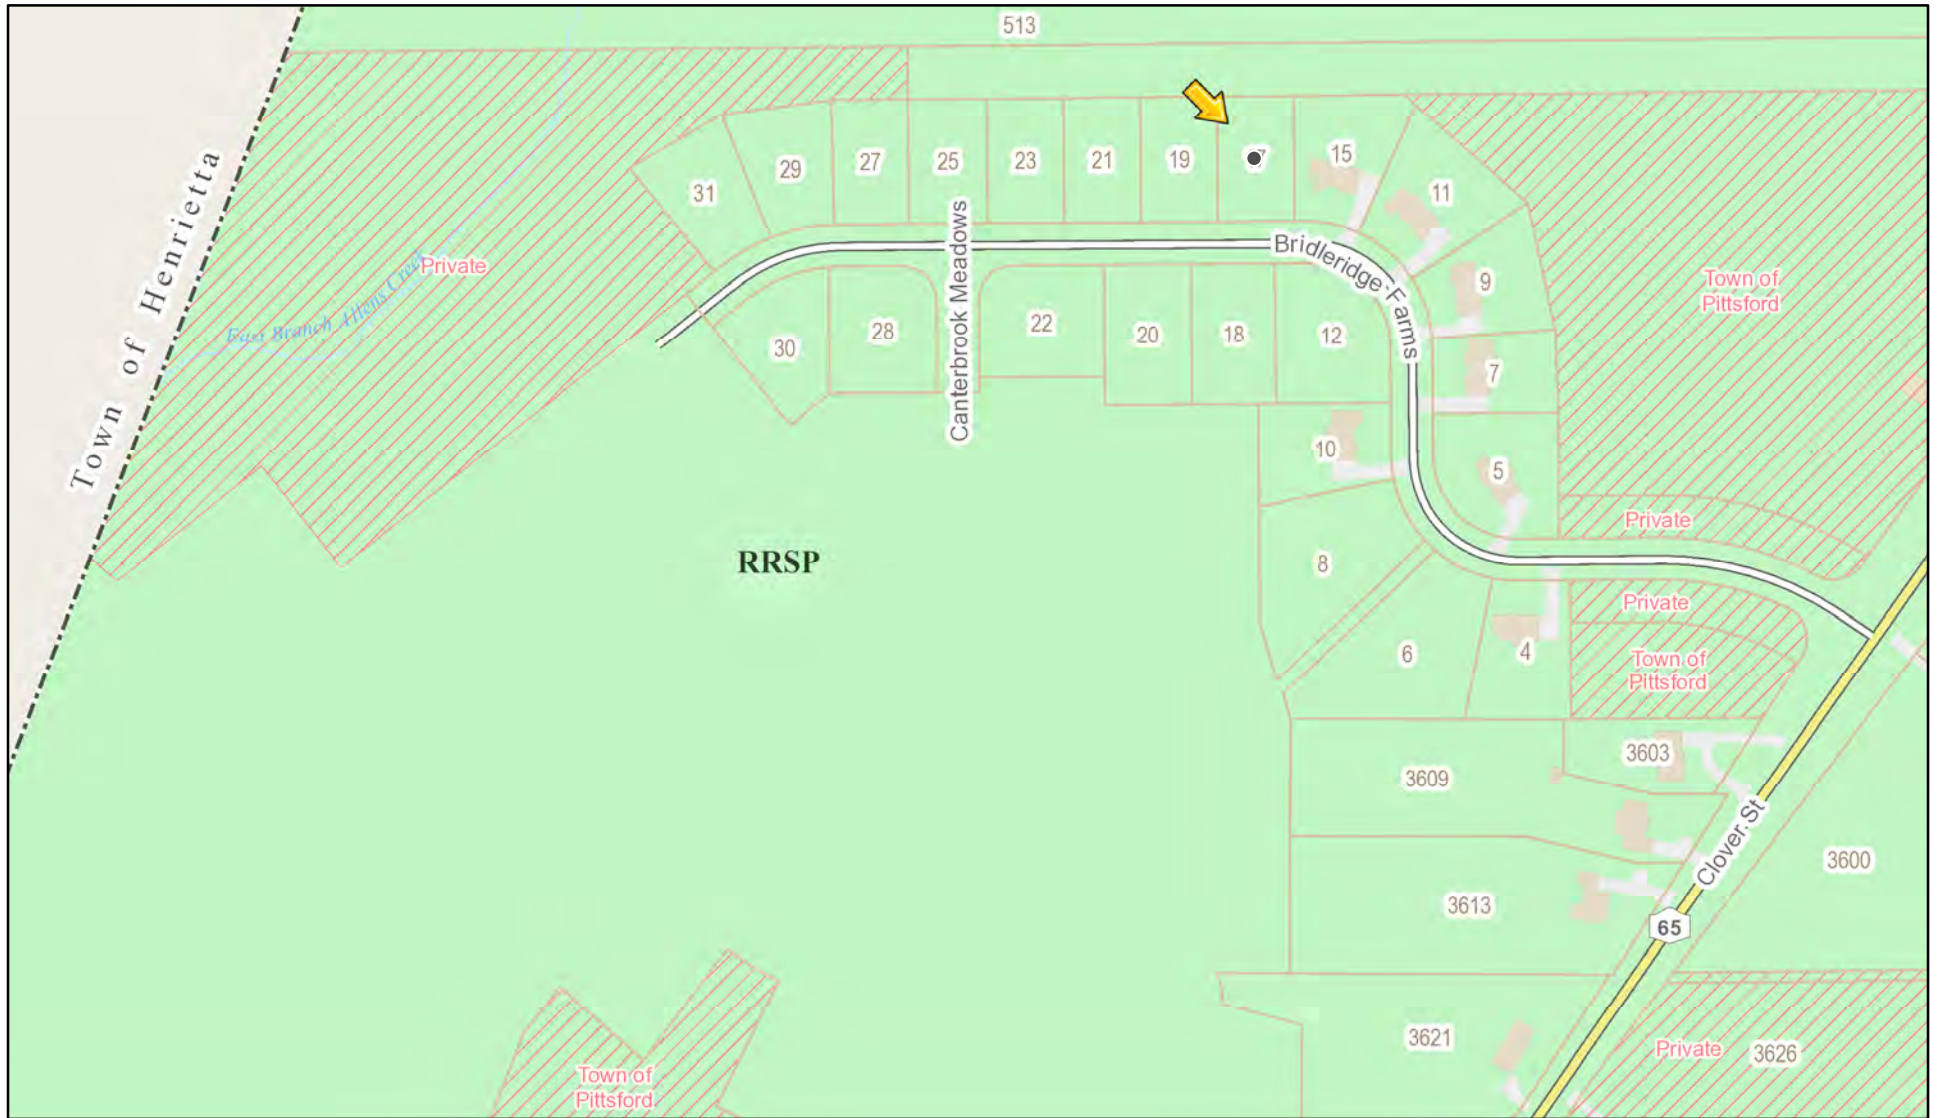 513
Town of Henrietta
31
29
27
25
23
21
19
15
11
9
7
5
Private
East Branch Allens Creek
Canterbrook Meadows
Bridleridge Farms
Town of
Pittsford
30
28
22
20
18
12
10
8
6
4
RRSP
Private
Private
Town of
Pittsford
3603
3609
3613
3600
Clover St
65
3621
Private
3626
Town of
Pittsford